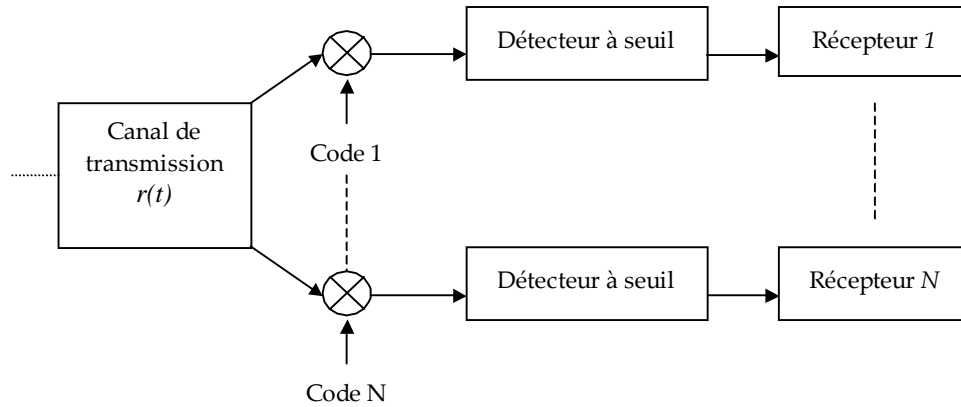 Détecteur à seuil
Récepteur 1
Canal de
transmission
r(t)
Code 1
Détecteur à seuil
Récepteur N
Code N